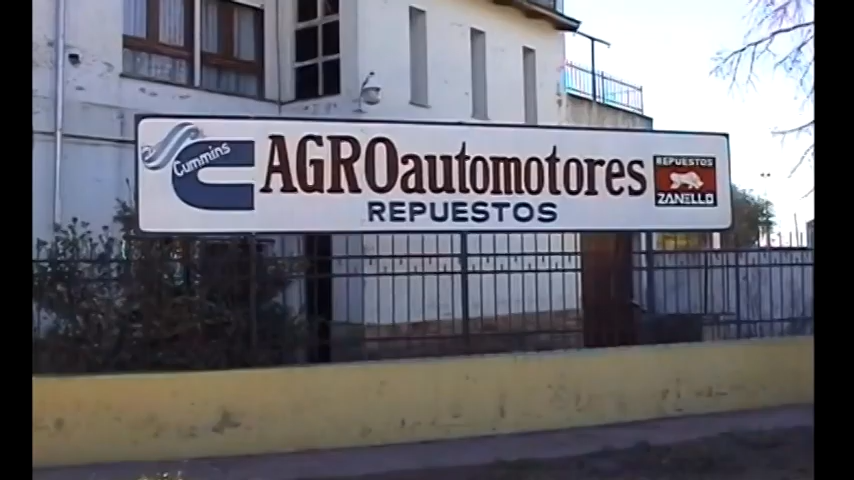 Cummins
AGROautomotores
REPUESTOS
REPUESTOS
ZANELLO